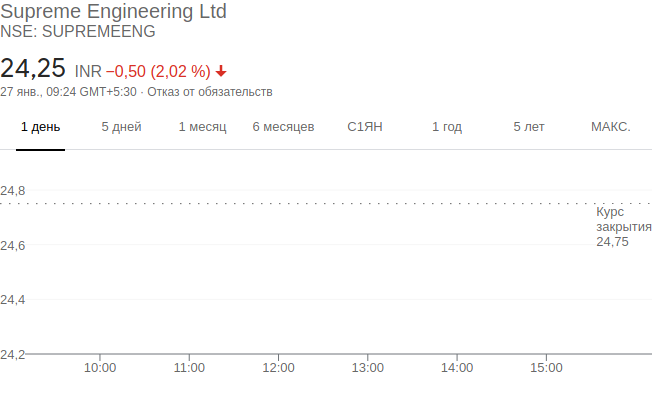 Supreme Engineering Ltd
NSE: SUPREMEENG
24,25 INR −0,50 (2,02 %)
27 янв., 09:24 GMT+5:30 · Отказ от обязательств
1 день 5 дней 1 месяц 6 месяцев С1ЯН 1 год 5 лет МАКС.
24,8
Курс
закрытия
24,75
24,6
24,4
24,2
10:00 11:00 12:00 13:00 14:00 15:00